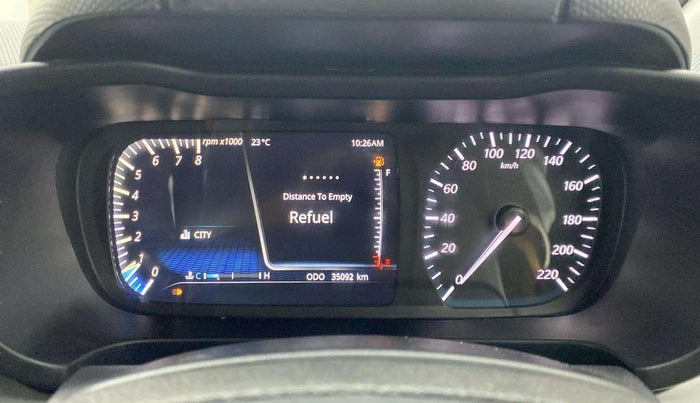 rpm x1000 23°C 10:26AM
8
7
6
5
4
3
2
1
0
......
Distance To Empty
Refuel
F
E
CITY
C H
ODO 35092 km
km/h
0
20
40
60
80
100
120
140
160
180
200
220